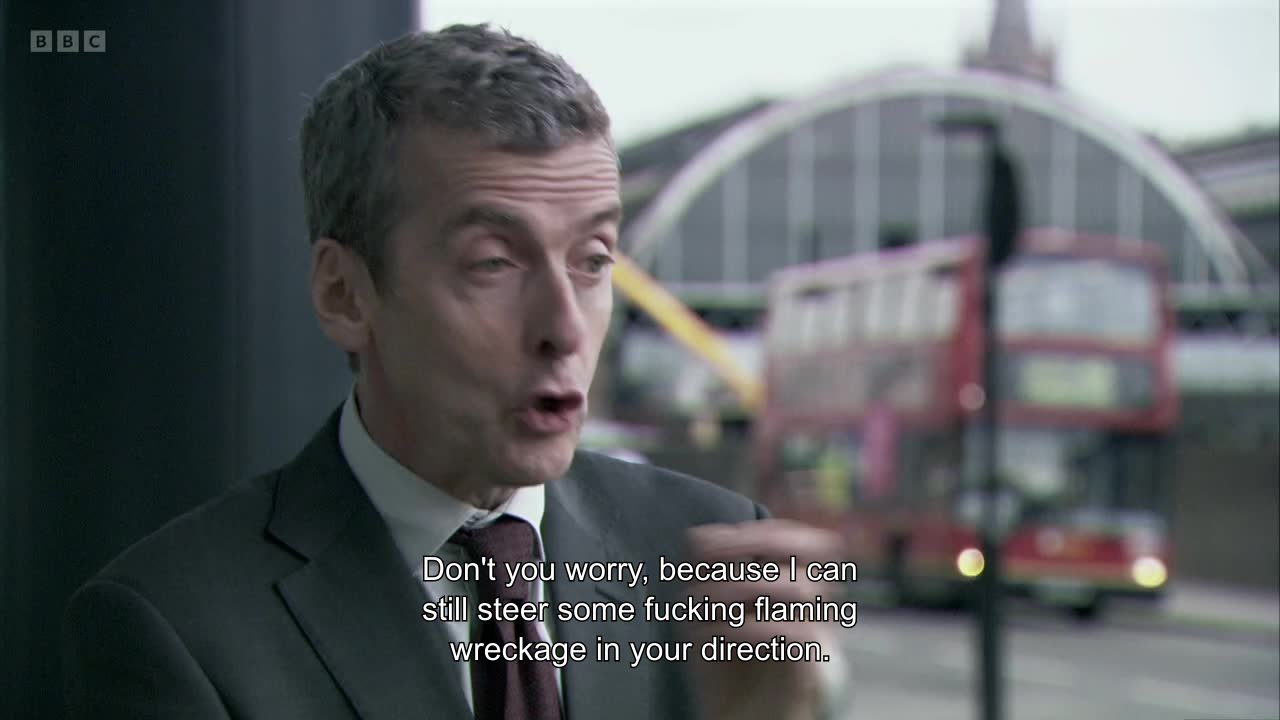 BBC
Don't you worry, because I can
still steer some fucking flaming
wreckage in your direction.